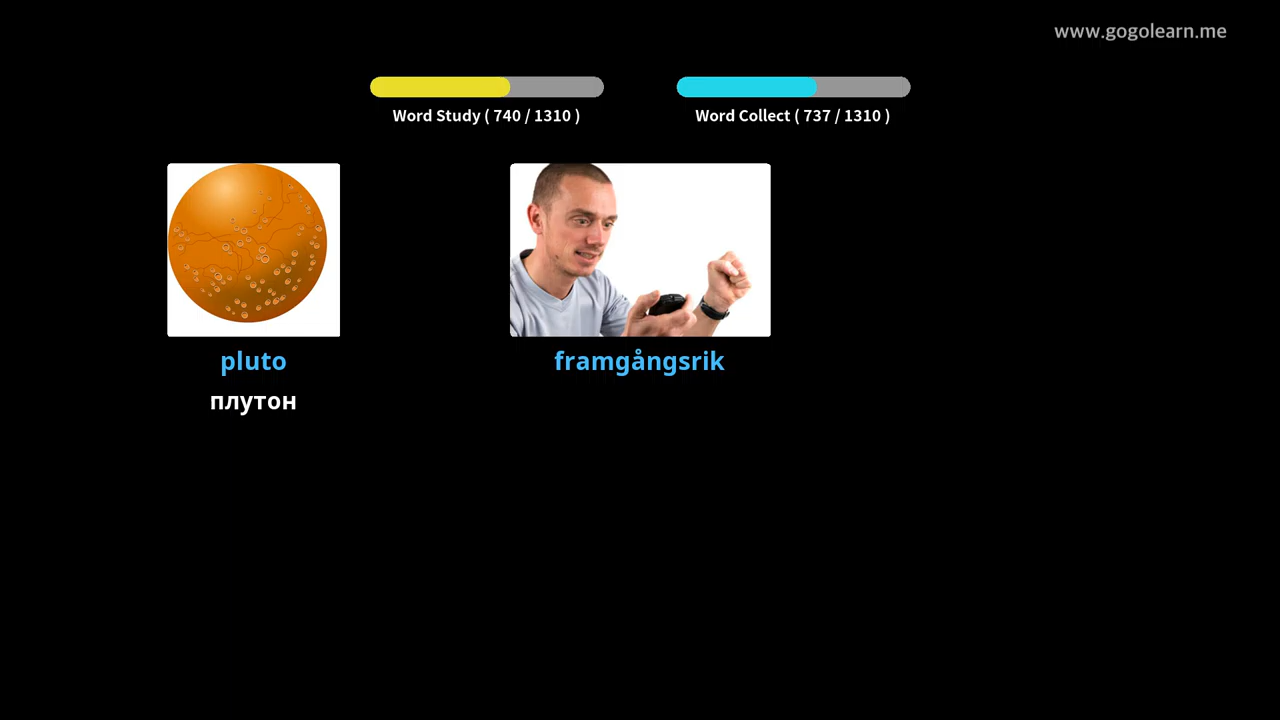 www.gogolearn.me
Word Study ( 740 / 1310 )
Word Collect ( 737 / 1310 )
pluto
плутон
framgångsrik